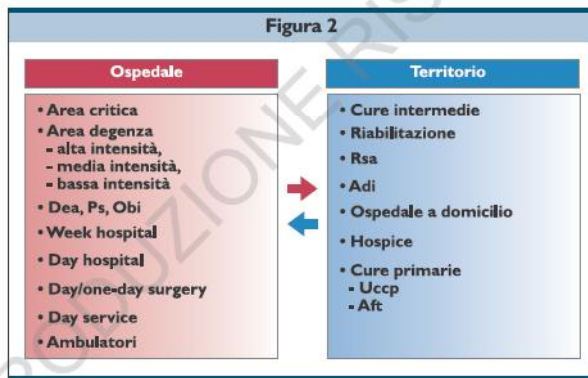 Figura 2
Ospedale
• Area critica
• Area degenza
- alta intensità,
- media intensità,
- bassa intensità
• Dea, Ps, Obi
• Week hospital
• Day hospital
• Day/one-day surgery
• Day service
• Ambulatori
Territorio
• Cure intermedie
• Riabilitazione
• Rsa
• Adi
• Ospedale a domicilio
• Hospice
• Cure primarie
- Uccp
- Aft
RODUZIONE RIS